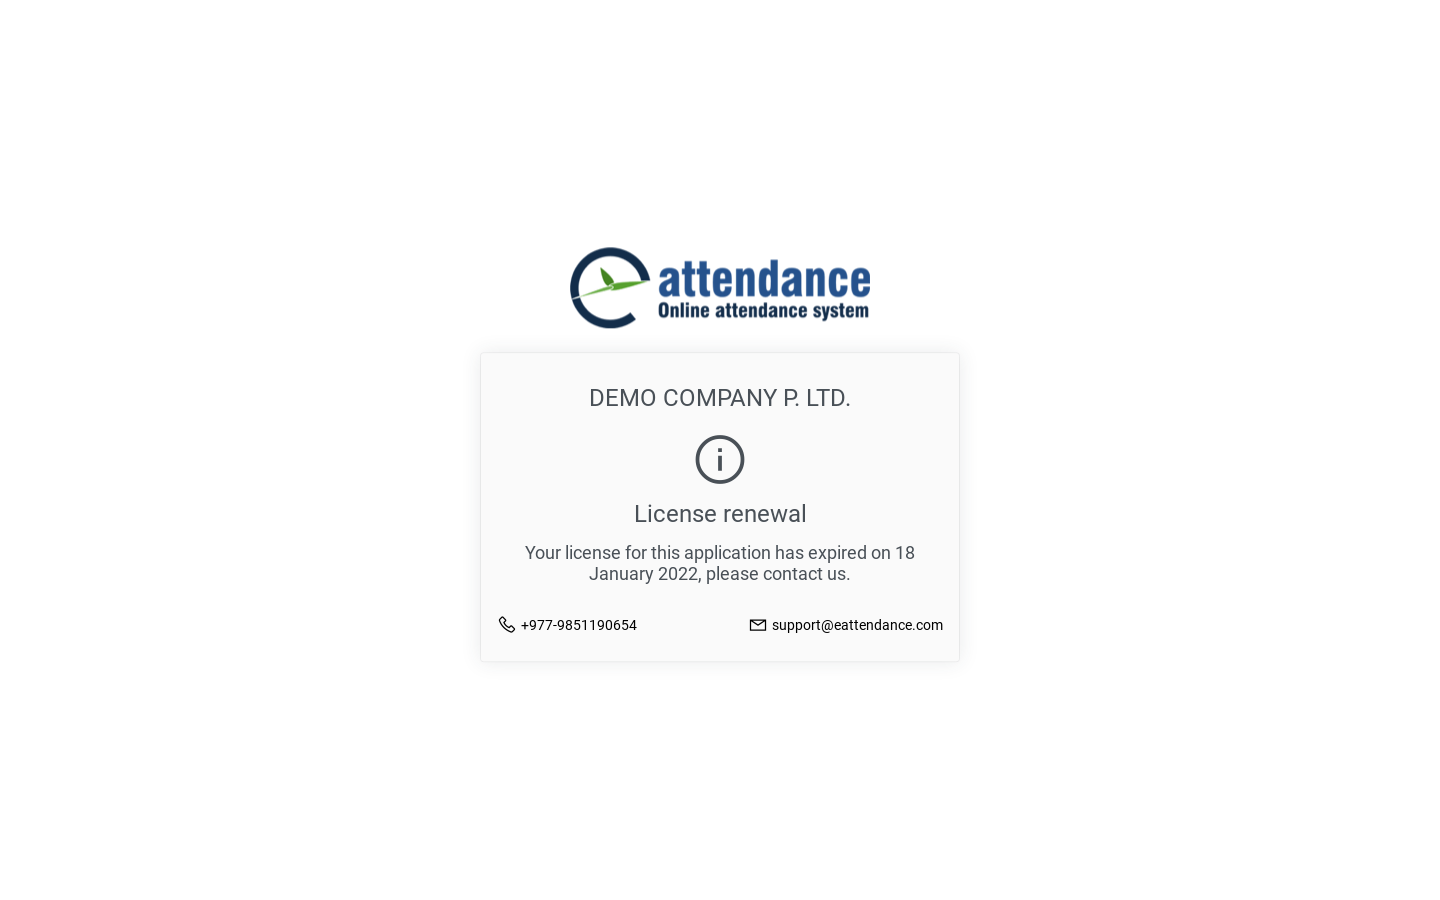 attendance
Online attendance system
DEMO COMPANY P. LTD.
License renewal
Your license for this application has expired on 18
January 2022, please contact us.
+977-9851190654
support@eattendance.com